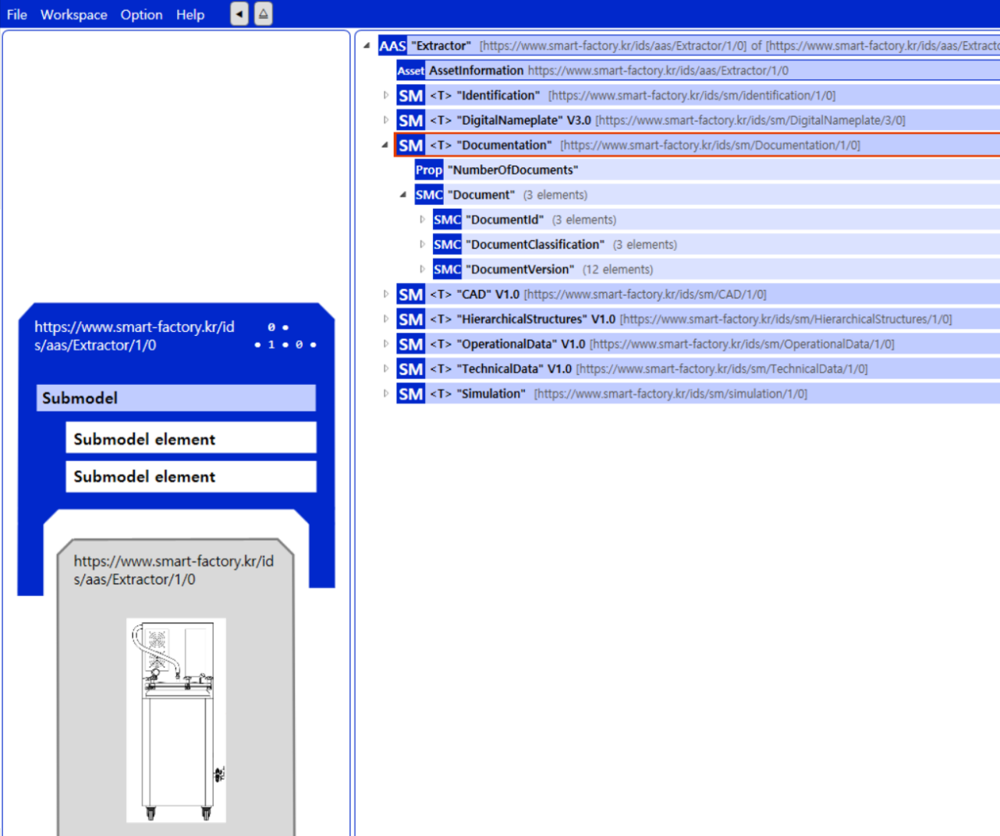 File Workspace Option Help
AAS "Extractor" [https://www.smart-factory.kr/ids/aas/Extractor/1/0] of [https://www.smart-factory.kr/ids/aas/Extracto
Asset AssetInformation https://www.smart-factory.kr/ids/aas/Extractor/1/0
SM <T> "Identification" [https://www.smart-factory.kr/ids/sm/identification/1/0]
SM <T> "DigitalNameplate" V3.0 [https://www.smart-factory.kr/ids/sm/DigitalNameplate/3/0]
SM <T> "Documentation" [https://www.smart-factory.kr/ids/sm/Documentation/1/0]
Prop "NumberOfDocuments"
SMC "Document" (3 elements)
SMC "DocumentId" (3 elements)
SMC "DocumentClassification" (3 elements)
SMC "DocumentVersion" (12 elements)
SM <T> "CAD" V1.0 [https://www.smart-factory.kr/ids/sm/CAD/1/0]
SM <T> "HierarchicalStructures" V1.0 [https://www.smart-factory.kr/ids/sm/HierarchicalStructures/1/0]
SM <T> "OperationalData" V1.0 [https://www.smart-factory.kr/ids/sm/OperationalData/1/0]
SM <T> "TechnicalData" V1.0 [https://www.smart-factory.kr/ids/sm/TechnicalData/1/0]
SM <T> "Simulation" [https://www.smart-factory.kr/ids/sm/simulation/1/0]
https://www.smart-factory.kr/id
s/aas/Extractor/1/0
0 •
• 1 • 0 •
Submodel
Submodel element
Submodel element
https://www.smart-factory.kr/id
s/aas/Extractor/1/0